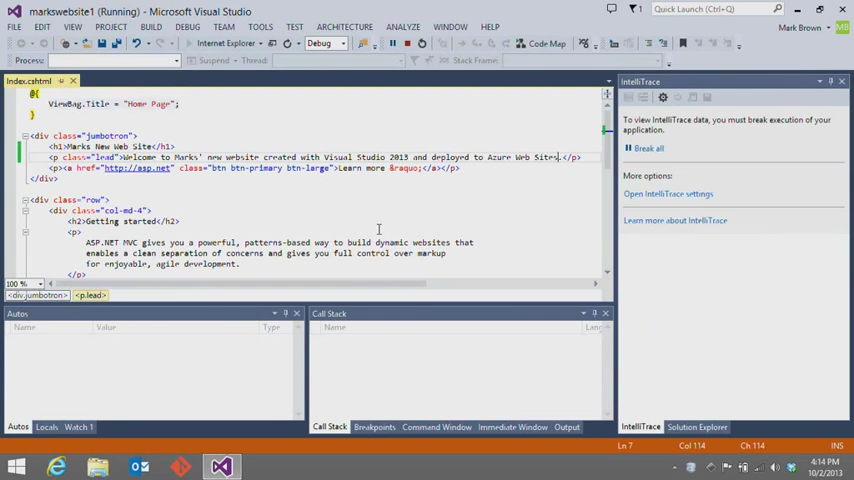 markswebsite1 (Running) - Microsoft Visual Studio
Quick Launch (Ctrl+Q)
FILE EDIT VIEW PROJECT BUILD DEBUG TEAM TOOLS TEST ARCHITECTURE ANALYZE WINDOW HELP
Mark Brown MB
Internet Explorer Debug Code Map
Process: Suspend Thread: Stack Frame:
Index.cshtml
@{
ViewBag.Title = "Home Page";
}
<div class="jumbotron">
<h1>Marks New Web Site</h1>
<p class="lead">Welcome to Marks' new website created with Visual Studio 2013 and deployed to Azure Web Sites.</p>
<p><a href="http://asp.net" class="btn btn-primary btn-large">Learn more &raquo;</a></p>
</div>
<div class="row">
<div class="col-md-4">
<h2>Getting started</h2>
<p>
ASP.NET MVC gives you a powerful, patterns-based way to build dynamic websites that
enables a clean separation of concerns and gives you full control over markup
for enjoyable, agile development.
</p>
100 %
<div.jumbotron> <p.lead>
IntelliTrace
To view IntelliTrace data, you must break execution of your
application.
Break all
More options:
Open IntelliTrace settings
Learn more about IntelliTrace
Autos
Name Value Type
Call Stack
Name Lang
Autos Locals Watch 1
Call Stack Breakpoints Command Window Immediate Window Output
IntelliTrace Solution Explorer
Ln 7 Col 114 Ch 114 INS
4:14 PM
10/2/2013